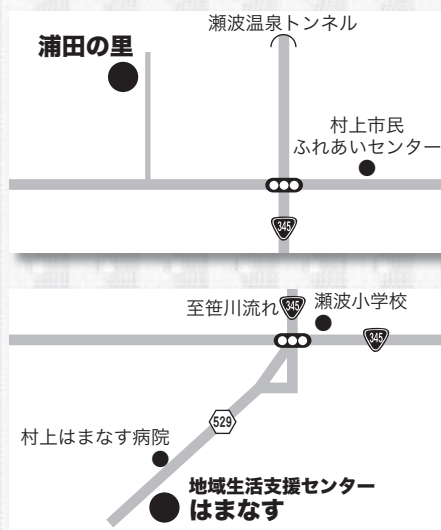 瀬波温泉トンネル
浦田の里
村上市民
ふれあいセンター
345
至笹川流れ
345
瀬波小学校
345
529
村上はまなす病院
地域生活支援センター
はまなす